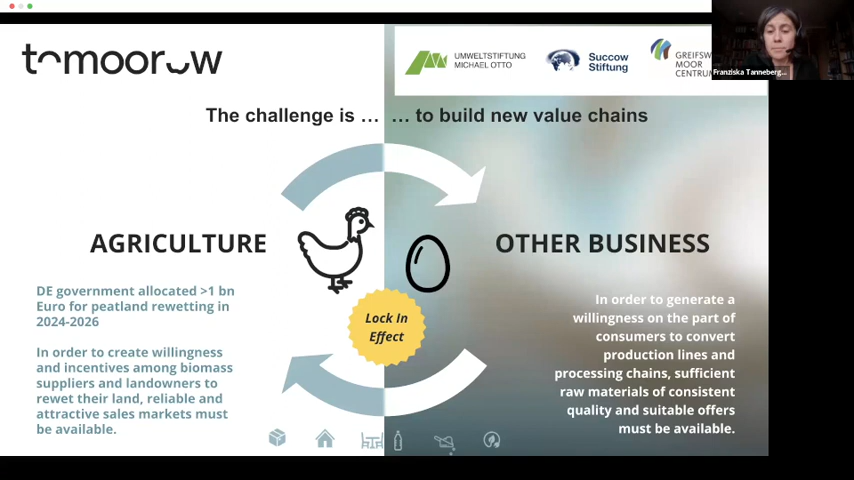 tomoorow
UMWELTSTIFTUNG
MICHAEL OTTO
Succow
Stiftung
GREIFSW
MOOR
CENTRUM
Franziska Tanneberg...
The challenge is … … to build new value chains
AGRICULTURE
OTHER BUSINESS
DE government allocated >1 bn
Euro for peatland rewetting in
2024-2026
In order to create willingness
and incentives among biomass
suppliers and landowners to
rewet their land, reliable and
attractive sales markets must
be available.
Lock In
Effect
In order to generate a
willingness on the part of
consumers to convert
production lines and
processing chains, sufficient
raw materials of consistent
quality and suitable offers
must be available.